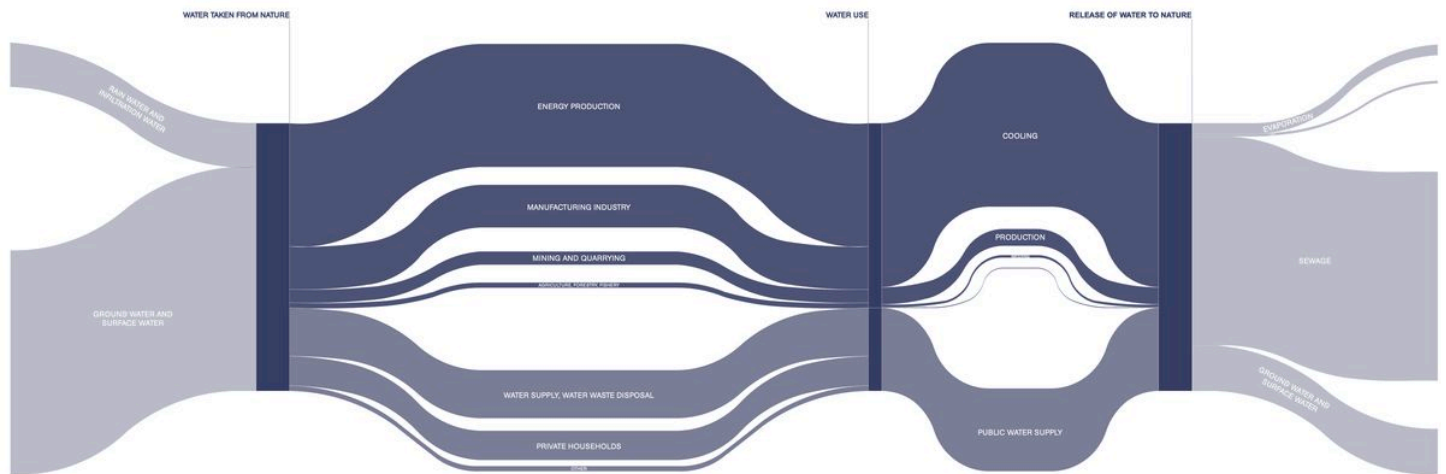 WATER TAKEN FROM NATURE
WATER USE
RELEASE OF WATER TO NATURE
RAIN WATER AND
INFILTRATION WATER
GROUND WATER AND
SURFACE WATER
ENERGY PRODUCTION
MANUFACTURING INDUSTRY
MINING AND QUARRYING
AGRICULTURE, FORESTRY, FISHERY
WATER SUPPLY, WATER WASTE DISPOSAL
PRIVATE HOUSEHOLDS
OTHER
COOLING
PRODUCTION
PUBLIC WATER SUPPLY
EVAPORATION
SEWAGE
GROUND WATER AND
SURFACE WATER